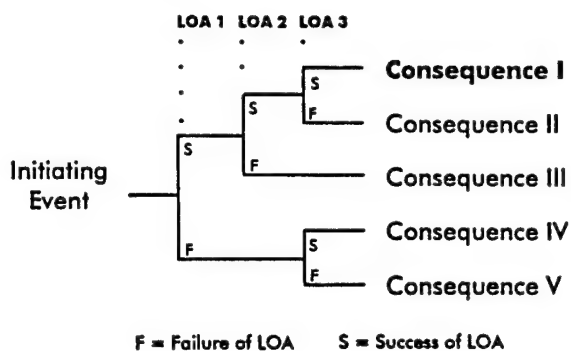 LOA 1 LOA 2 LOA 3
S
Consequence I
S
F
Consequence II
S
F
Consequence III
Initiating
Event
S
Consequence IV
F
F
Consequence V
F = Failure of LOA S = Success of LOA